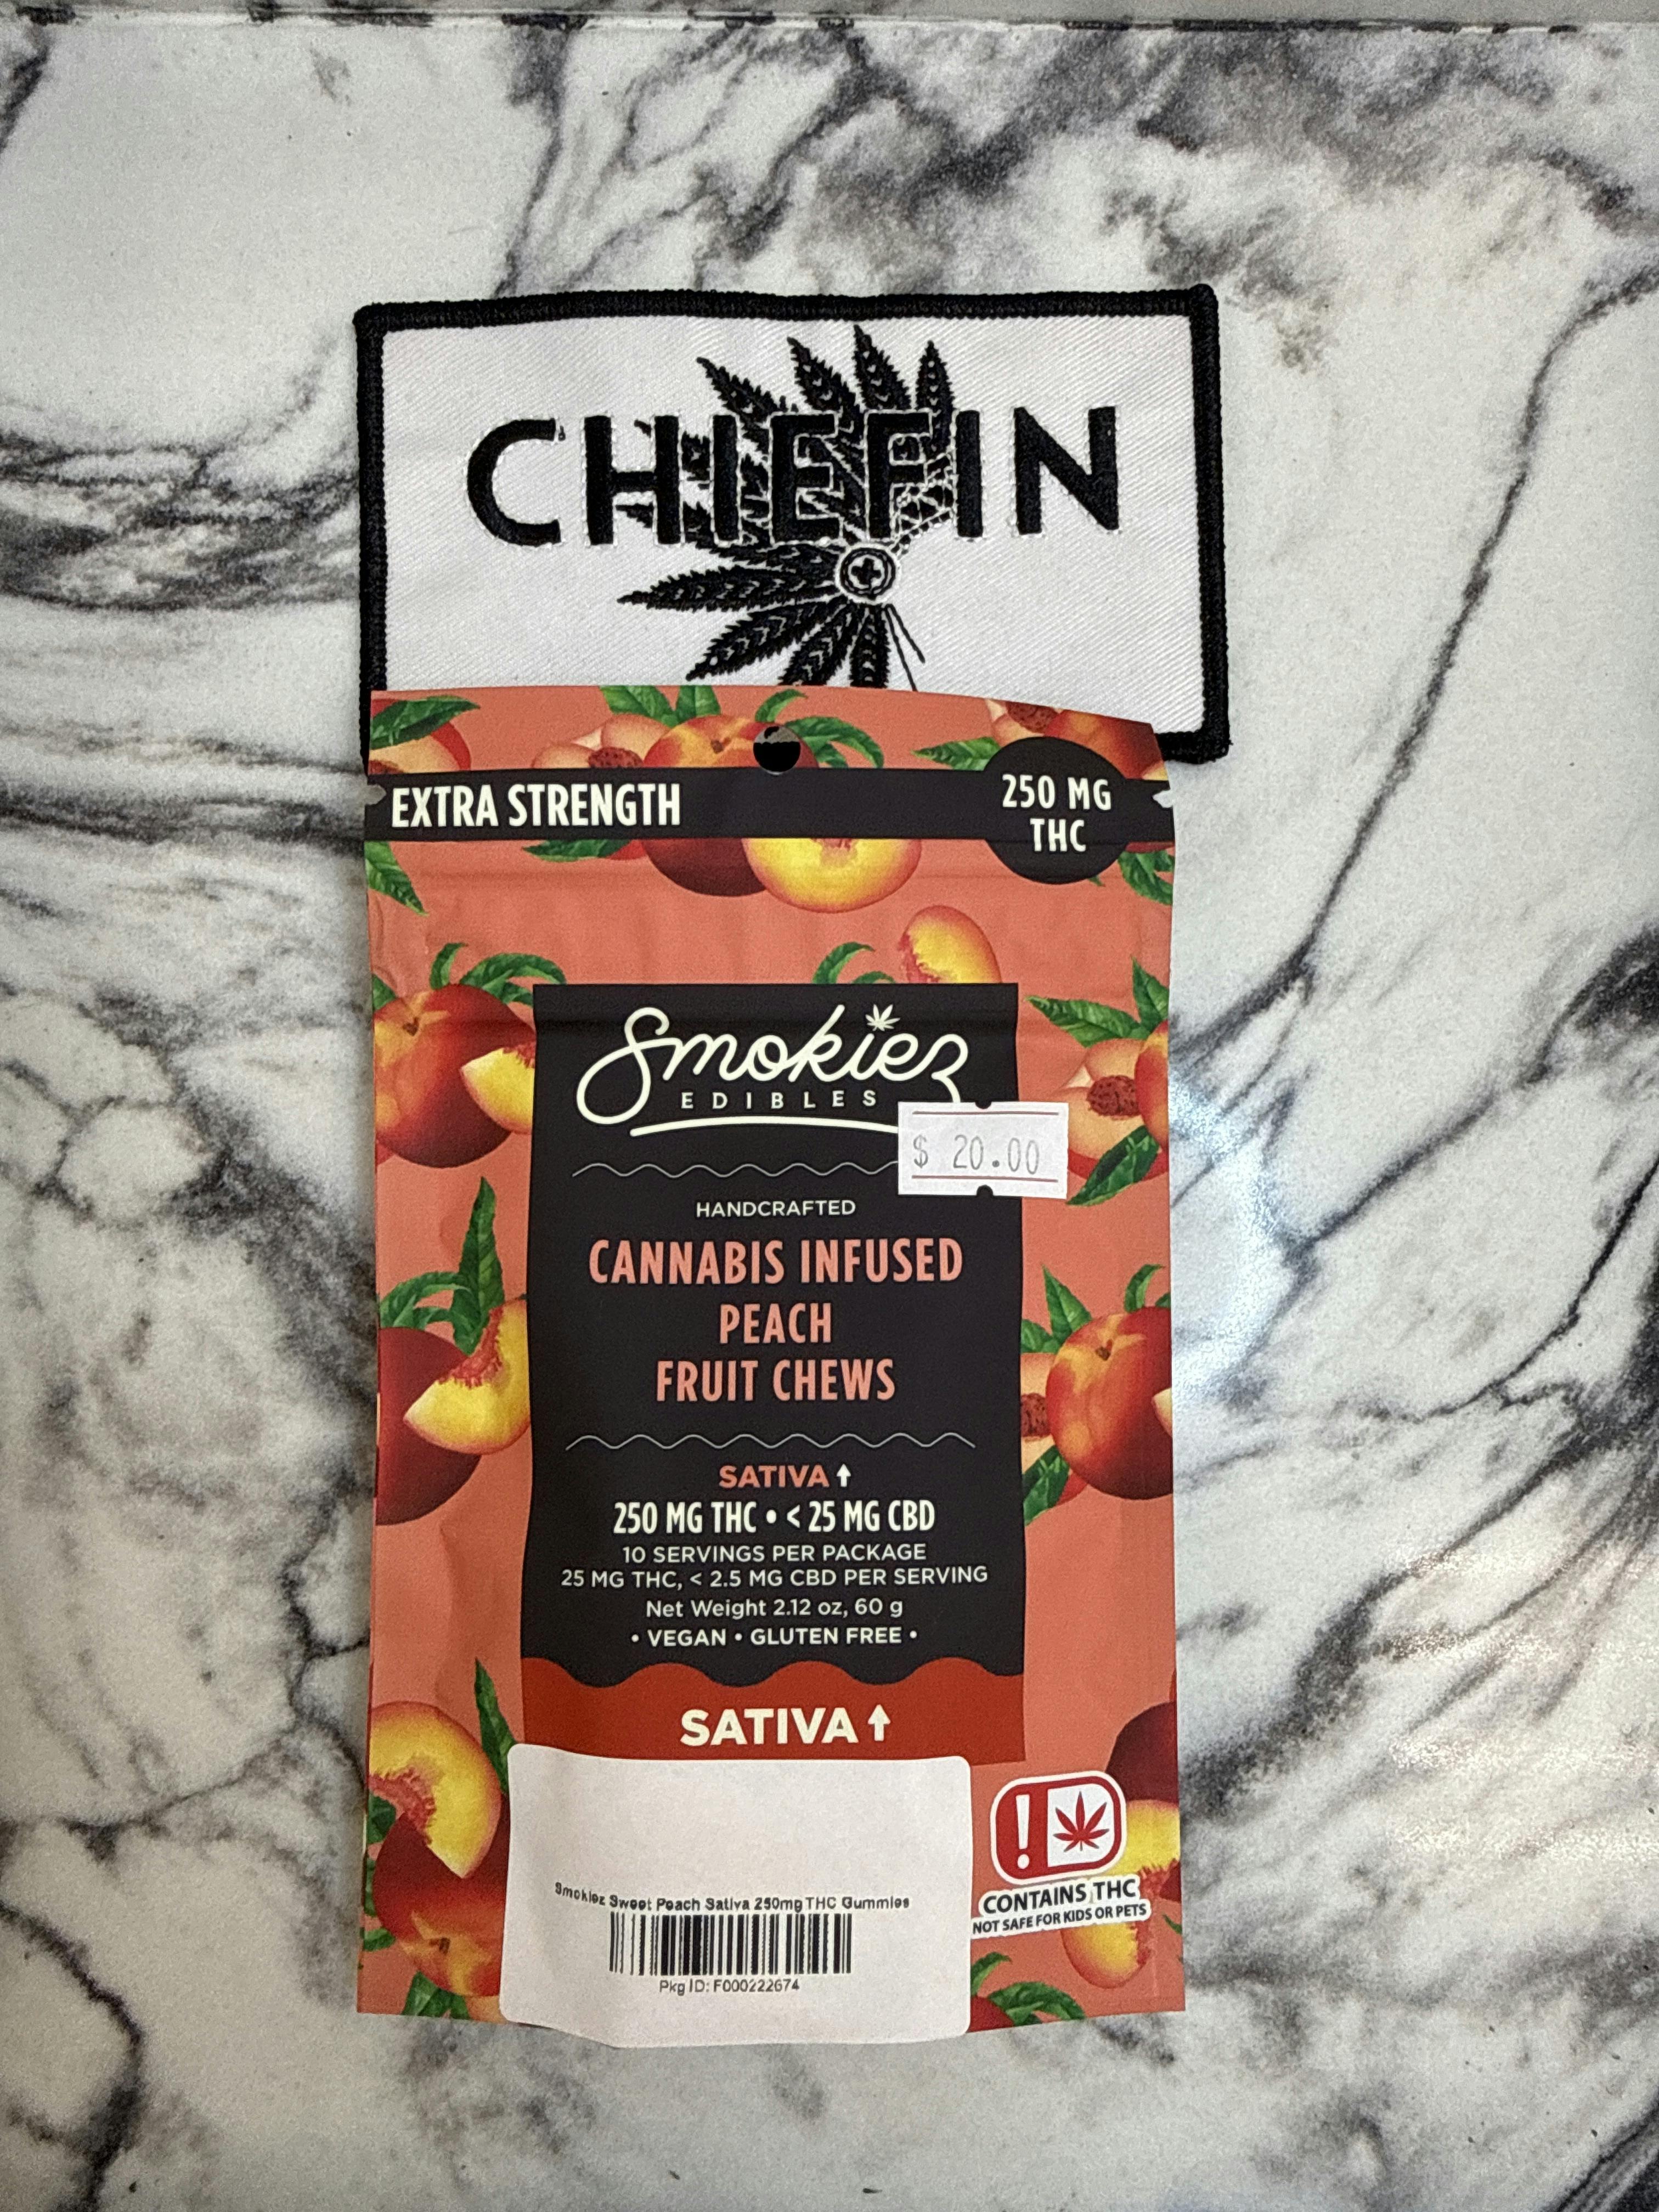 CHIEFIN
EXTRA STRENGTH
250 MG
THC
Smokiez
EDIBLES
$ 20.00
HANDCRAFTED
CANNABIS INFUSED
PEACH
FRUIT CHEWS
SATIVA ↑
250 MG THC • < 25 MG CBD
10 SERVINGS PER PACKAGE
25 MG THC, < 2.5 MG CBD PER SERVING
Net Weight 2.12 oz, 60 g
• VEGAN • GLUTEN FREE •
SATIVA ↑
Smokiez Sweet Peach Sativa 250mg THC Gummies
Pkg ID: F000222674
!
CONTAINS THC
NOT SAFE FOR KIDS OR PETS